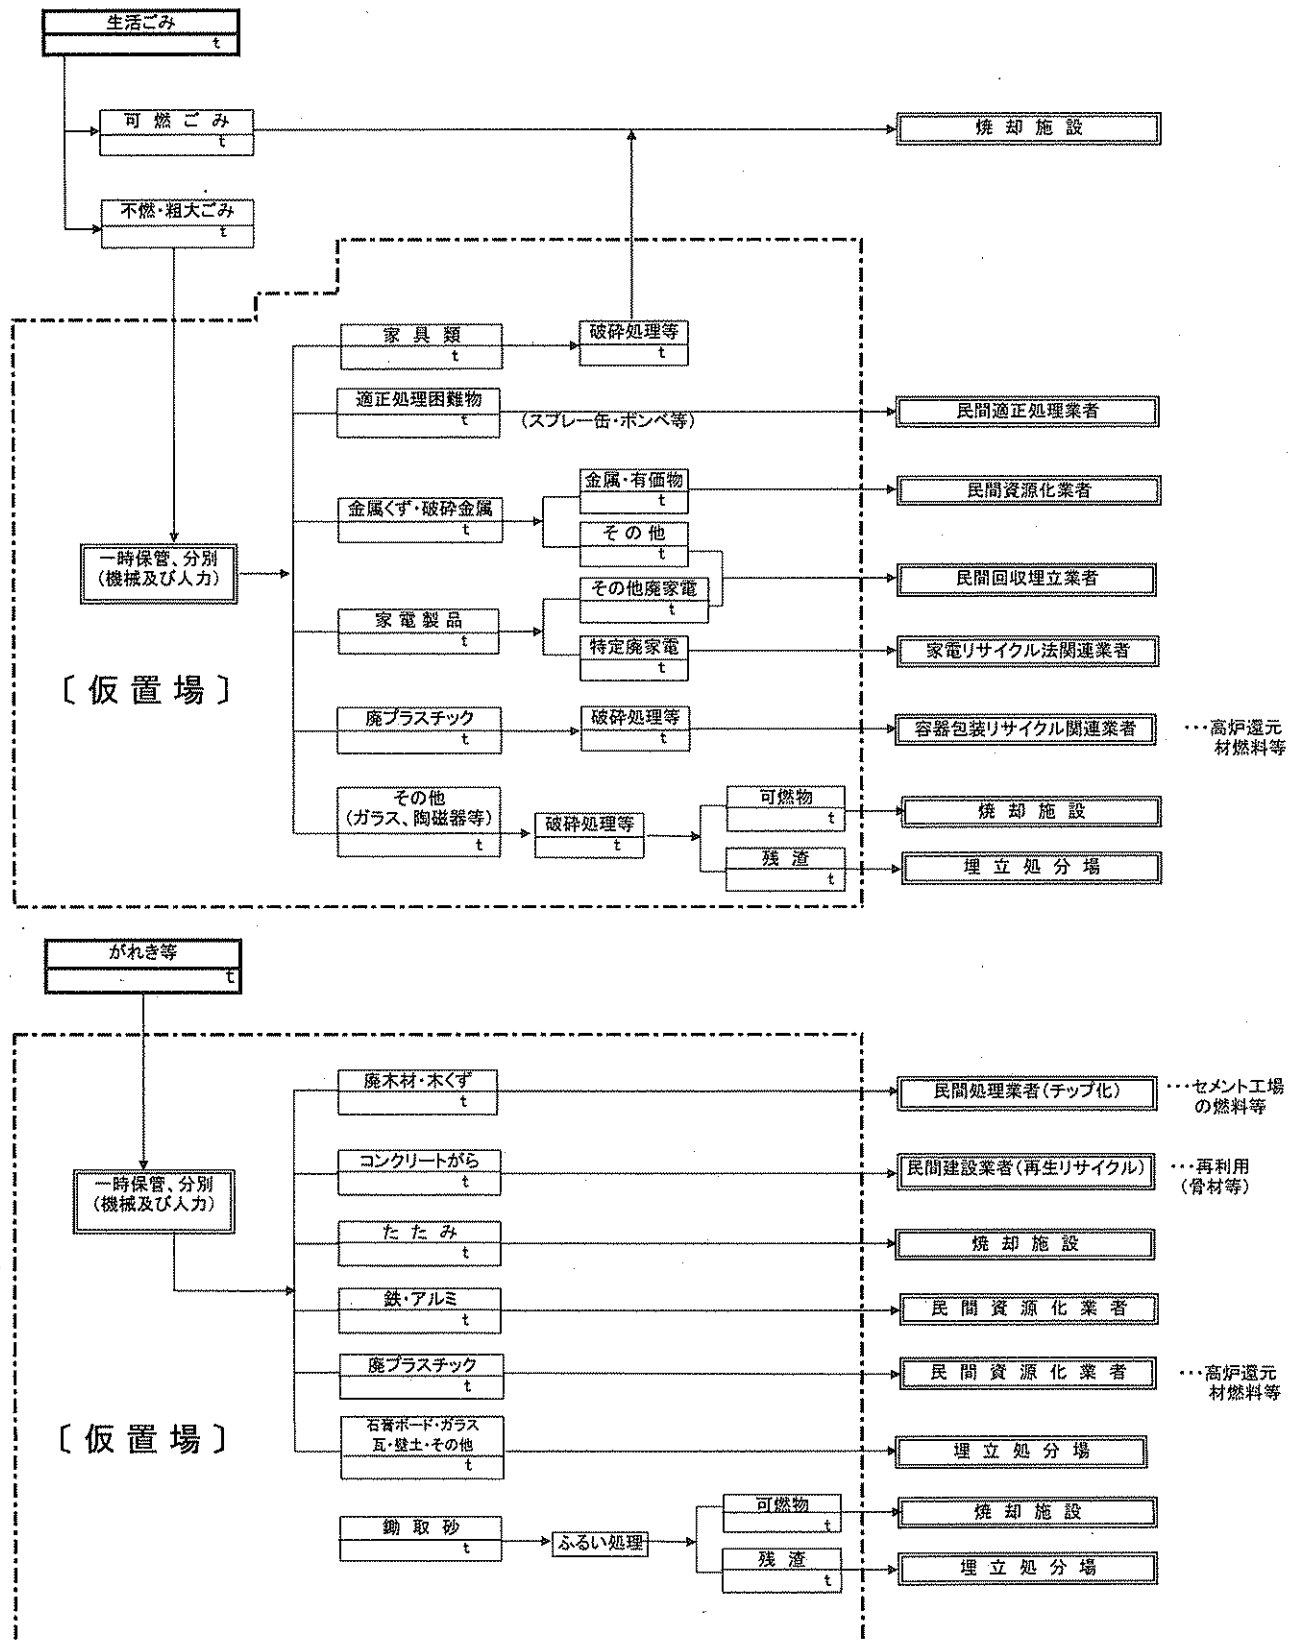 生活ごみ
t
可燃ごみ
t
焼却施設
不燃・粗大ごみ
t
家具類
t
破砕処理等
t
適正処理困難物
t
(スプレー缶・ボンベ等)
民間適正処理業者
金属・有価物
t
民間資源化業者
金属くず・破砕金属
t
その他
t
一時保管、分別
(機械及び人力)
その他廃家電
t
民間回収埋立業者
家電製品
t
特定廃家電
t
家電リサイクル法関連業者
〔仮置場〕
廃プラスチック
t
破砕処理等
t
容器包装リサイクル関連業者
・・・高炉還元
材燃料等
その他
(ガラス、陶磁器等)
t
破砕処理等
t
可燃物
t
焼却施設
残渣
t
埋立処分場
がれき等
t
廃木材・木くず
t
民間処理業者(チップ化)
・・・セメント工場
の燃料等
一時保管、分別
(機械及び人力)
コンクリートがら
t
民間建設業者(再生リサイクル)
・・・再利用
(骨材等)
たたみ
t
焼却施設
鉄・アルミ
t
民間資源化業者
廃プラスチック
t
民間資源化業者
・・・高炉還元
材燃料等
〔仮置場〕
石膏ボード・ガラス
瓦・壁土・その他
t
埋立処分場
鋤取砂
t
ふるい処理
可燃物
t
焼却施設
残渣
t
埋立処分場